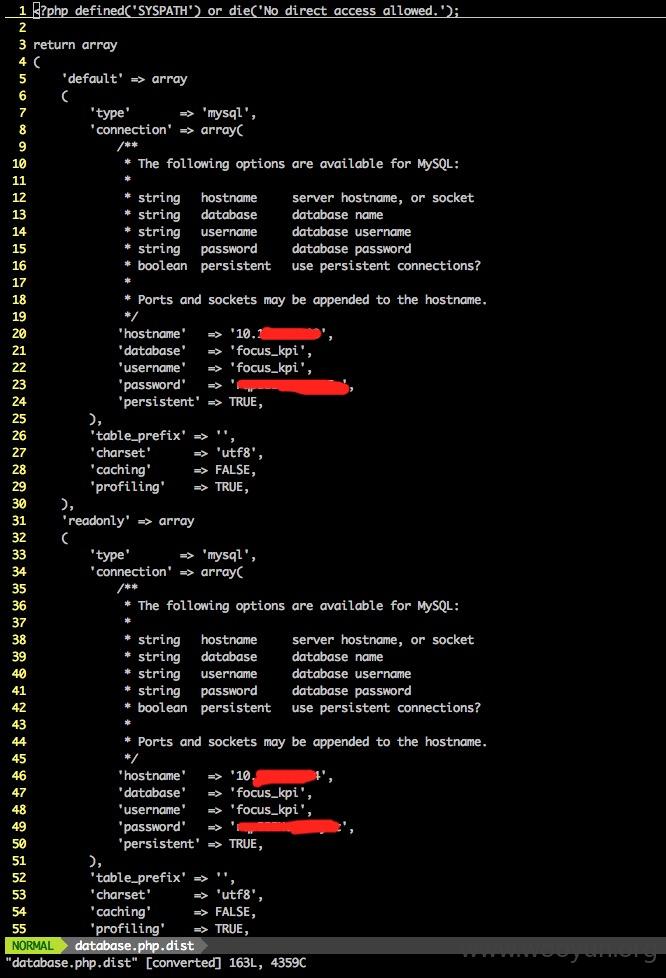 1 <?php defined('SYSPATH') or die('No direct access allowed.');
2
3 return array
4 (
5     'default' => array
6     (
7         'type'       => 'mysql',
8         'connection' => array(
9             /**
10              * The following options are available for MySQL:
11              *
12              * string   hostname     server hostname, or socket
13              * string   database     database name
14              * string   username     database username
15              * string   password     database password
16              * boolean  persistent   use persistent connections?
17              *
18              * Ports and sockets may be appended to the hostname.
19              */
20             'hostname'   => '10. ',
21             'database'   => 'focus_kpi',
22             'username'   => 'focus_kpi',
23             'password'   => ' ',
24             'persistent' => TRUE,
25         ),
26         'table_prefix' => '',
27         'charset'      => 'utf8',
28         'caching'      => FALSE,
29         'profiling'    => TRUE,
30     ),
31     'readonly' => array
32     (
33         'type'       => 'mysql',
34         'connection' => array(
35             /**
36              * The following options are available for MySQL:
37              *
38              * string   hostname     server hostname, or socket
39              * string   database     database name
40              * string   username     database username
41              * string   password     database password
42              * boolean  persistent   use persistent connections?
43              *
44              * Ports and sockets may be appended to the hostname.
45              */
46             'hostname'   => '10. 4',
47             'database'   => 'focus_kpi',
48             'username'   => 'focus_kpi',
49             'password'   => ' ',
50             'persistent' => TRUE,
51         ),
52         'table_prefix' => '',
53         'charset'      => 'utf8',
54         'caching'      => FALSE,
55         'profiling'    => TRUE,
NORMAL database.php.dist
www.wooyun.org
"database.php.dist" [converted] 163L, 4359C